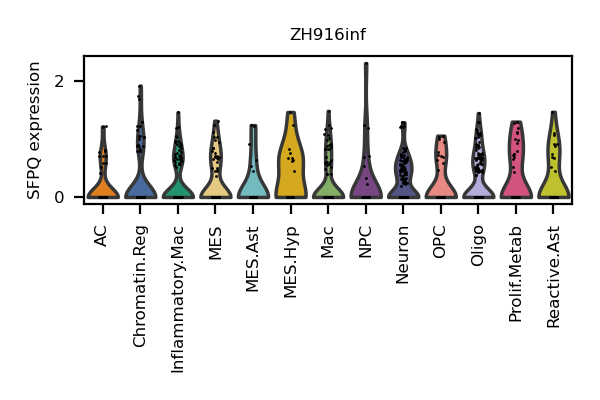 ZH916inf
SFPQ expression
2
0
AC
Chromatin.Reg
Inflammatory.Mac
MES
MES.Ast
MES.Hyp
Mac
NPC
Neuron
OPC
Oligo
Prolif.Metab
Reactive.Ast